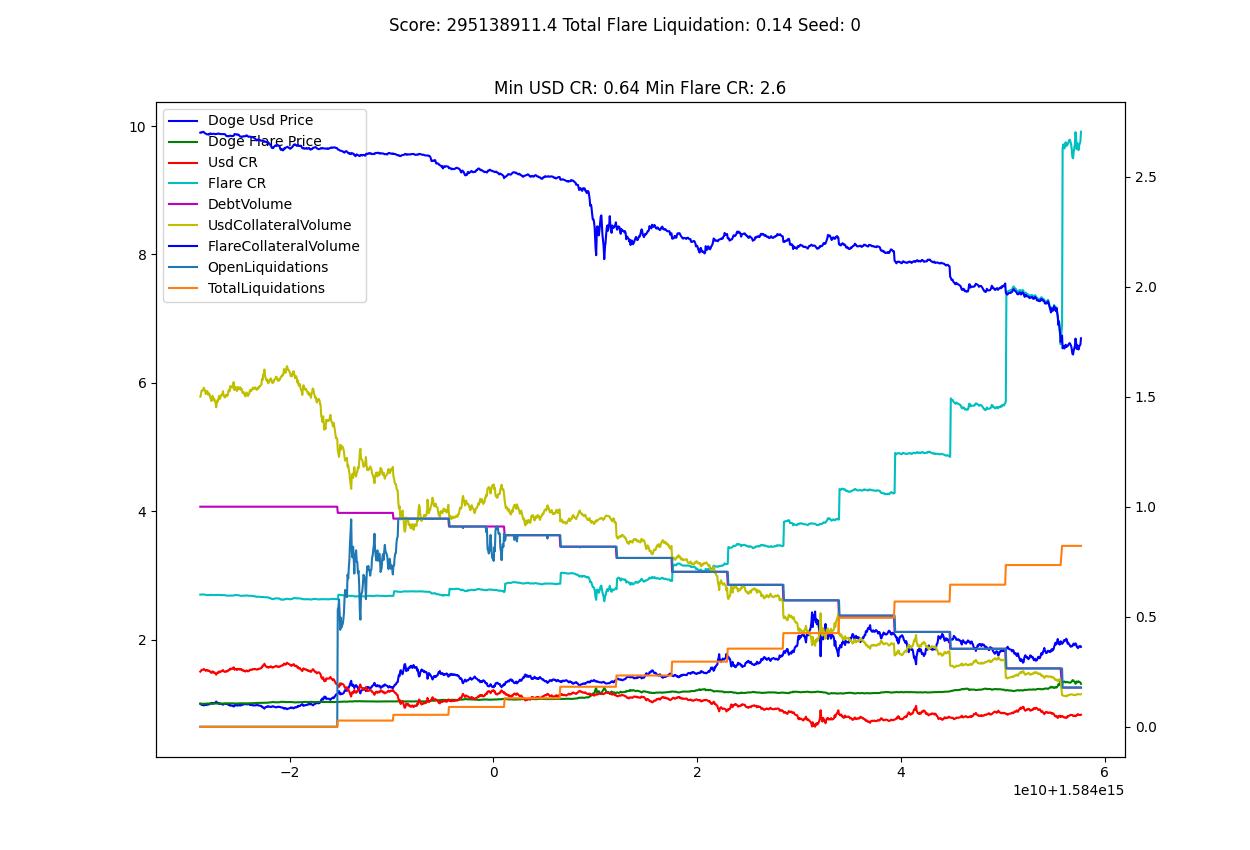 Score: 295138911.4 Total Flare Liquidation: 0.14 Seed: 0
Min USD CR: 0.64 Min Flare CR: 2.6
Doge Usd Price
Doge Flare Price
Usd CR
Flare CR
DebtVolume
UsdCollateralVolume
FlareCollateralVolume
OpenLiquidations
TotalLiquidations
10
8
6
4
2
2.5
2.0
1.5
1.0
0.5
0.0
−2
0
2
4
6
1e10+1.584e15